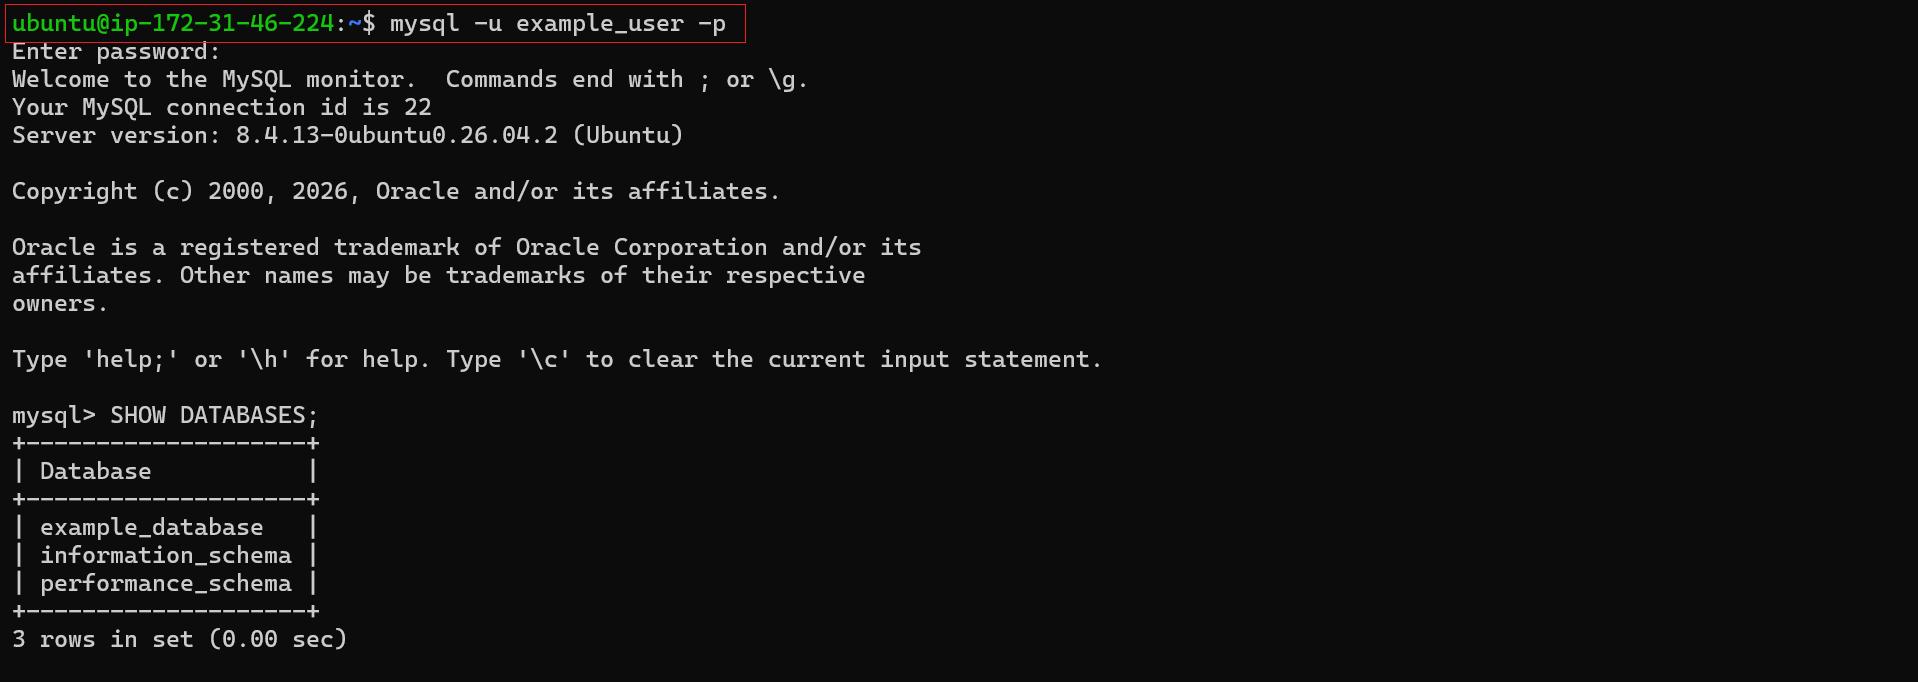 ubuntu@ip-172-31-46-224:~$ mysql -u example_user -p
Enter password:
Welcome to the MySQL monitor.  Commands end with ; or \g.
Your MySQL connection id is 22
Server version: 8.4.13-0ubuntu0.26.04.2 (Ubuntu)

Copyright (c) 2000, 2026, Oracle and/or its affiliates.

Oracle is a registered trademark of Oracle Corporation and/or its
affiliates. Other names may be trademarks of their respective
owners.

Type 'help;' or '\h' for help. Type '\c' to clear the current input statement.

mysql> SHOW DATABASES;
+--------------------+
| Database           |
+--------------------+
| example_database   |
| information_schema |
| performance_schema |
+--------------------+
3 rows in set (0.00 sec)